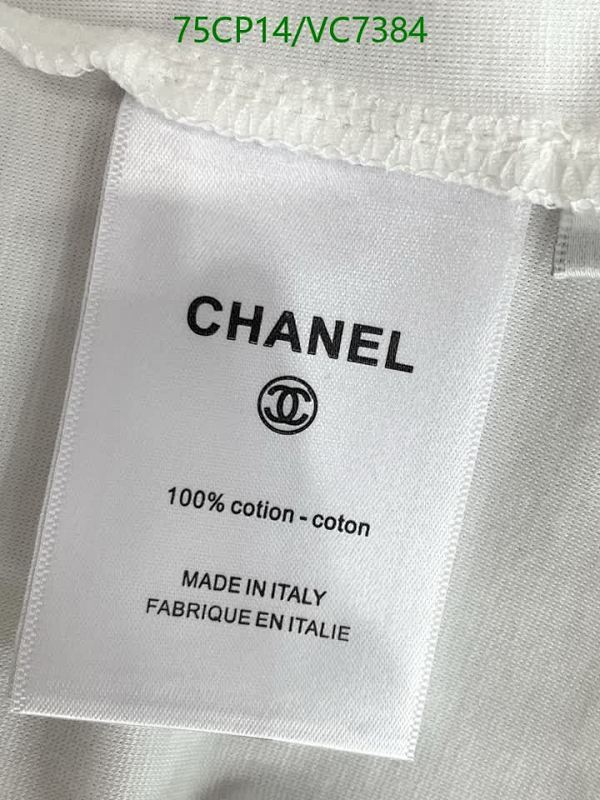 75CP14/VC7384
CHANEL
100% cotion - coton
MADE IN ITALY
FABRIQUE EN ITALIE